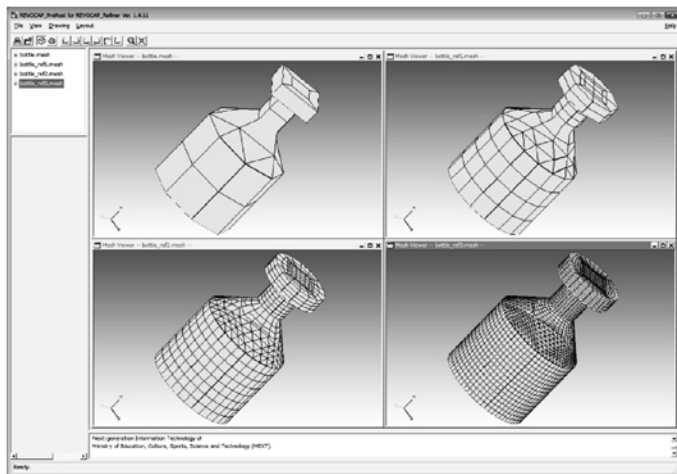 REVOCAP_PrePost for REVOCAP_Refiner Ver. 1.4.11
File View Drawing Layout Help
bottle.mesh
bottle_ref1.mesh
bottle_ref2.mesh
bottle_ref3.mesh
Mesh Viewer -- bottle.mesh --
Mesh Viewer -- bottle_ref1.mesh --
Mesh Viewer -- bottle_ref2.mesh --
Mesh Viewer -- bottle_ref3.mesh --
Next-generation Information Technology of
Ministry of Education, Culture, Sports, Science and Technology (MEXT).
Ready